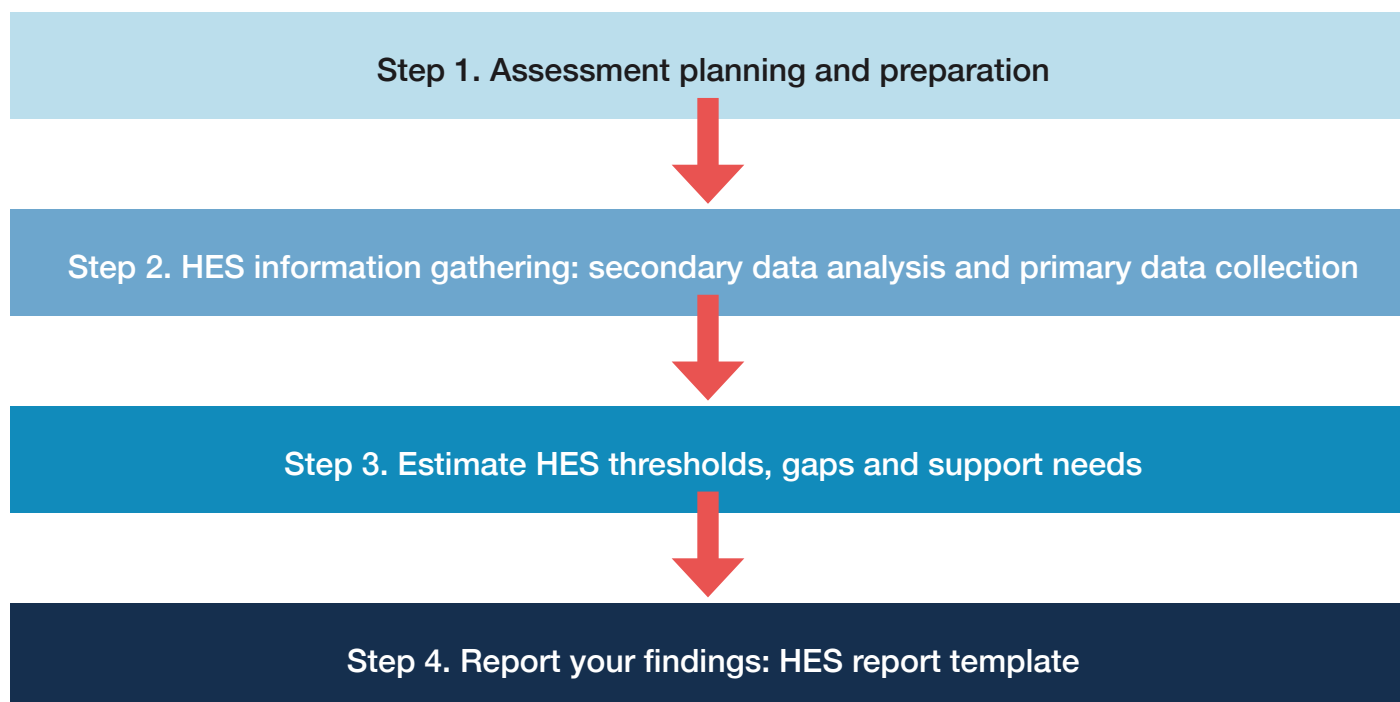 Step 1. Assessment planning and preparation
Step 2. HES information gathering: secondary data analysis and primary data collection
Step 3. Estimate HES thresholds, gaps and support needs
Step 4. Report your findings: HES report template